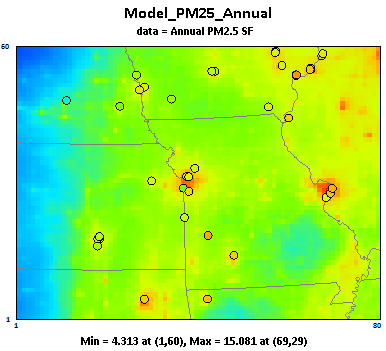 Model_PM25_Annual
data = Annual PM2.5 SF
60
1
1
80
Min = 4.313 at (1,60), Max = 15.081 at (69,29)